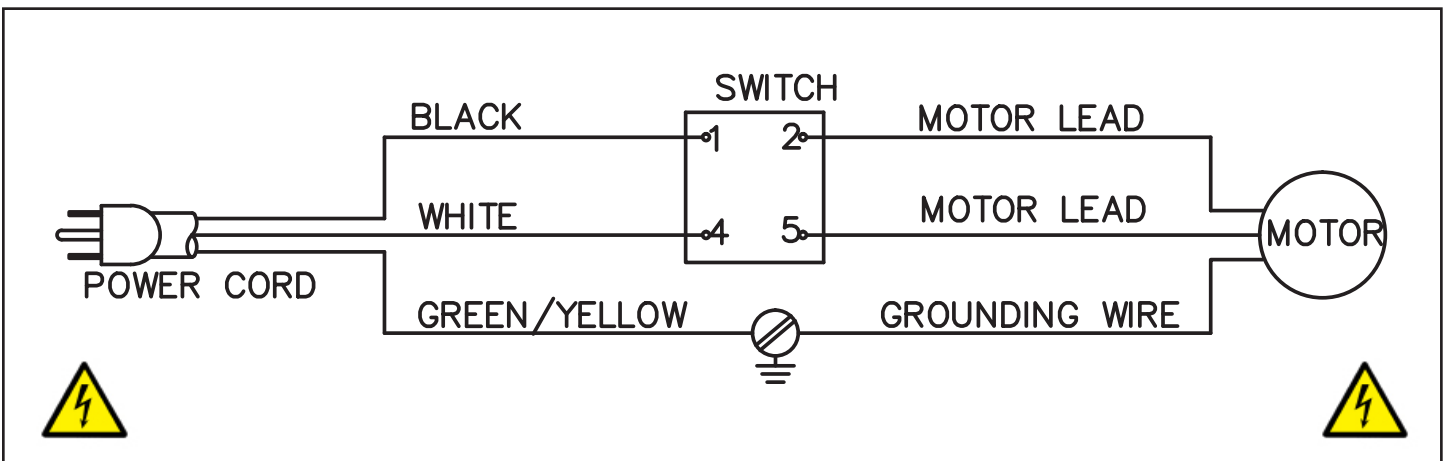 SWITCH
BLACK
1
2
MOTOR LEAD
WHITE
4
5
MOTOR LEAD
MOTOR
POWER CORD
GREEN/YELLOW
GROUNDING WIRE